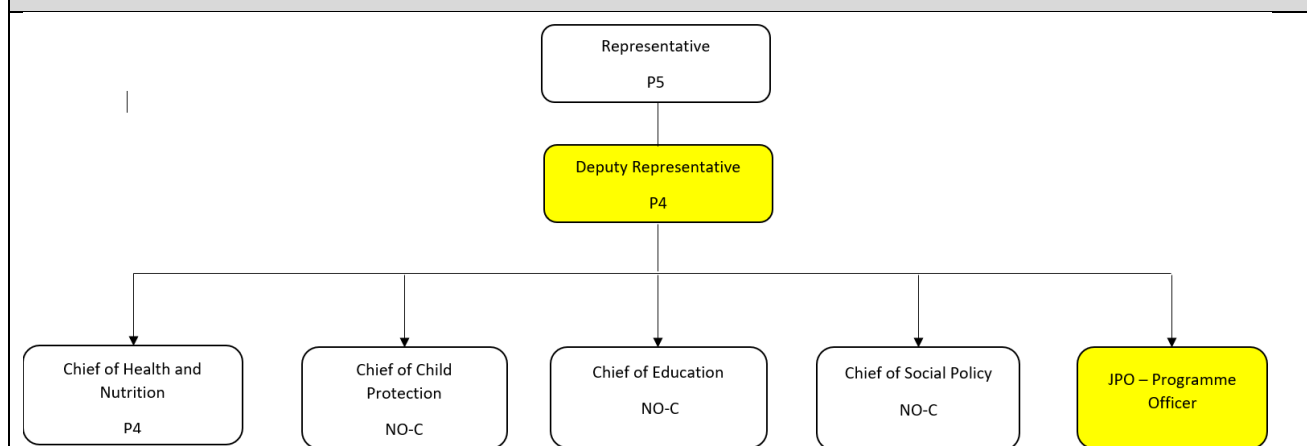 Representative
P5
Deputy Representative
P4
Chief of Health and
Nutrition
P4
Chief of Child
Protection
NO-C
Chief of Education
NO-C
Chief of Social Policy
NO-C
JPO – Programme
Officer